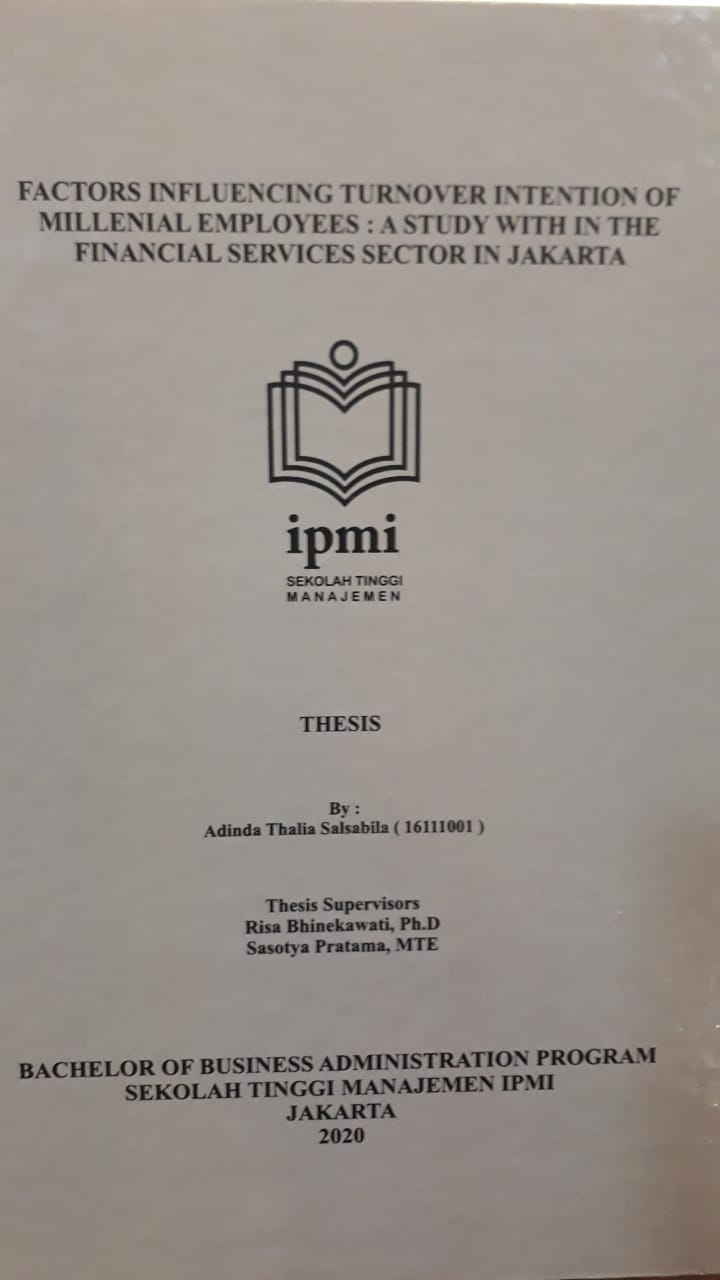 FACTORS INFLUENCING TURNOVER INTENTION OF
MILLENIAL EMPLOYEES : A STUDY WITH IN THE
FINANCIAL SERVICES SECTOR IN JAKARTA
ipmi
SEKOLAH TINGGI
MANAJEMEN
THESIS
By :
Adinda Thalia Salsabila ( 16111001 )
Thesis Supervisors
Risa Bhinekawati, Ph.D
Sasotya Pratama, MTE
BACHELOR OF BUSINESS ADMINISTRATION PROGRAM
SEKOLAH TINGGI MANAJEMEN IPMI
JAKARTA
2020